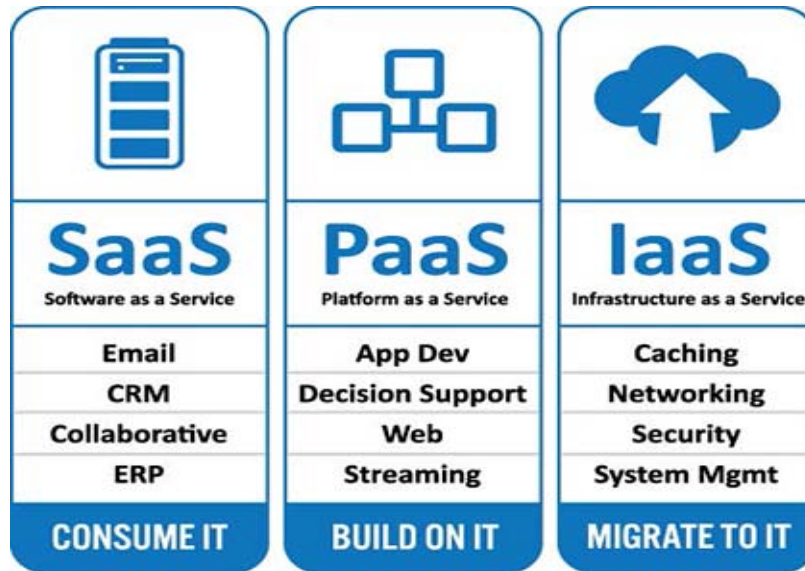 SaaS
Software as a Service
Email
CRM
Collaborative
ERP
CONSUME IT
PaaS
Platform as a Service
App Dev
Decision Support
Web
Streaming
BUILD ON IT
IaaS
Infrastructure as a Service
Caching
Networking
Security
System Mgmt
MIGRATE TO IT